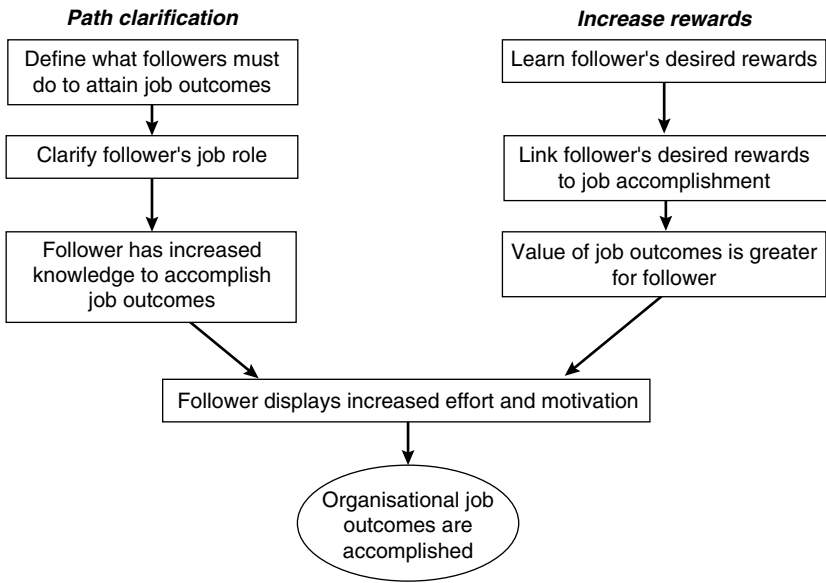 Path clarification
Define what followers must
do to attain job outcomes
Clarify follower's job role
Follower has increased
knowledge to accomplish
job outcomes
Increase rewards
Learn follower's desired rewards
Link follower's desired rewards
to job accomplishment
Value of job outcomes is greater
for follower
Follower displays increased effort and motivation
Organisational job
outcomes are
accomplished